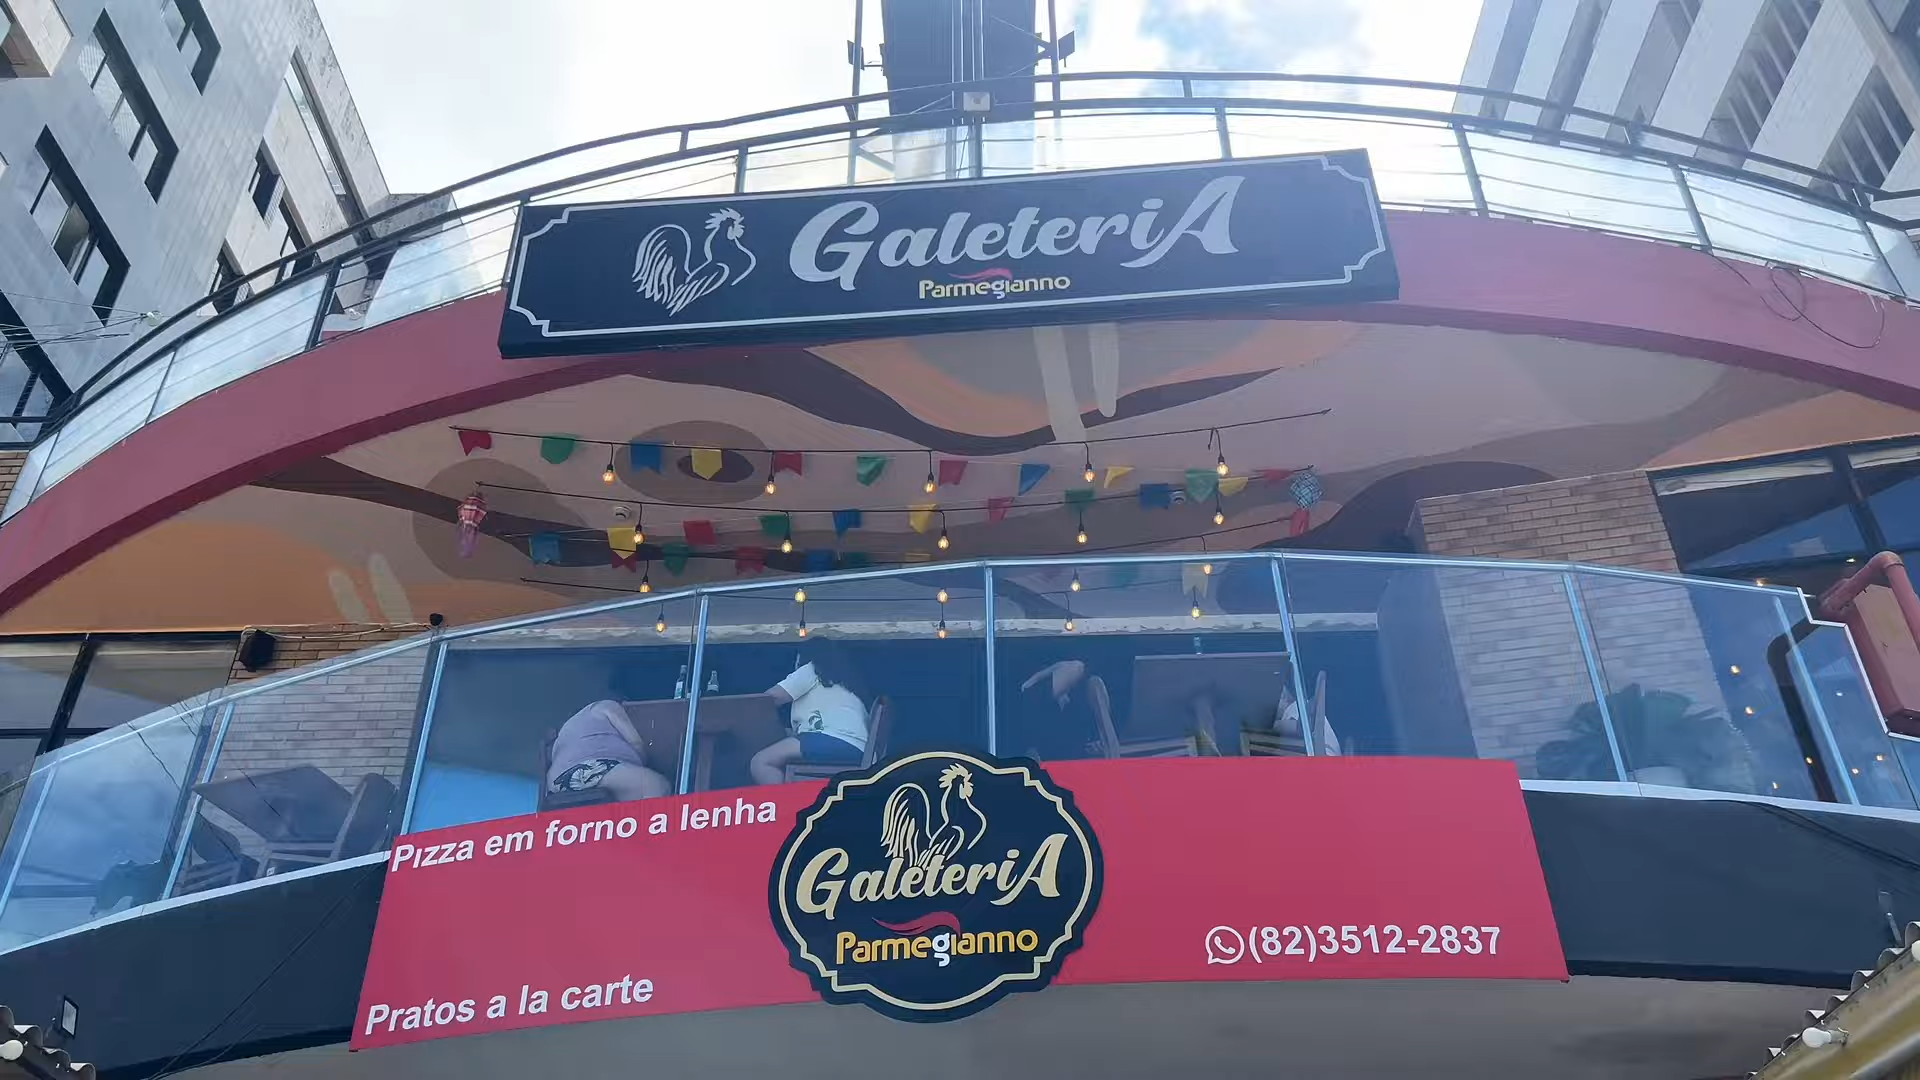 GaleteriA
Parmegianno
Pizza em forno a lenha
GaleteriA
Parmegianno
(82)3512-2837
Pratos a la carte